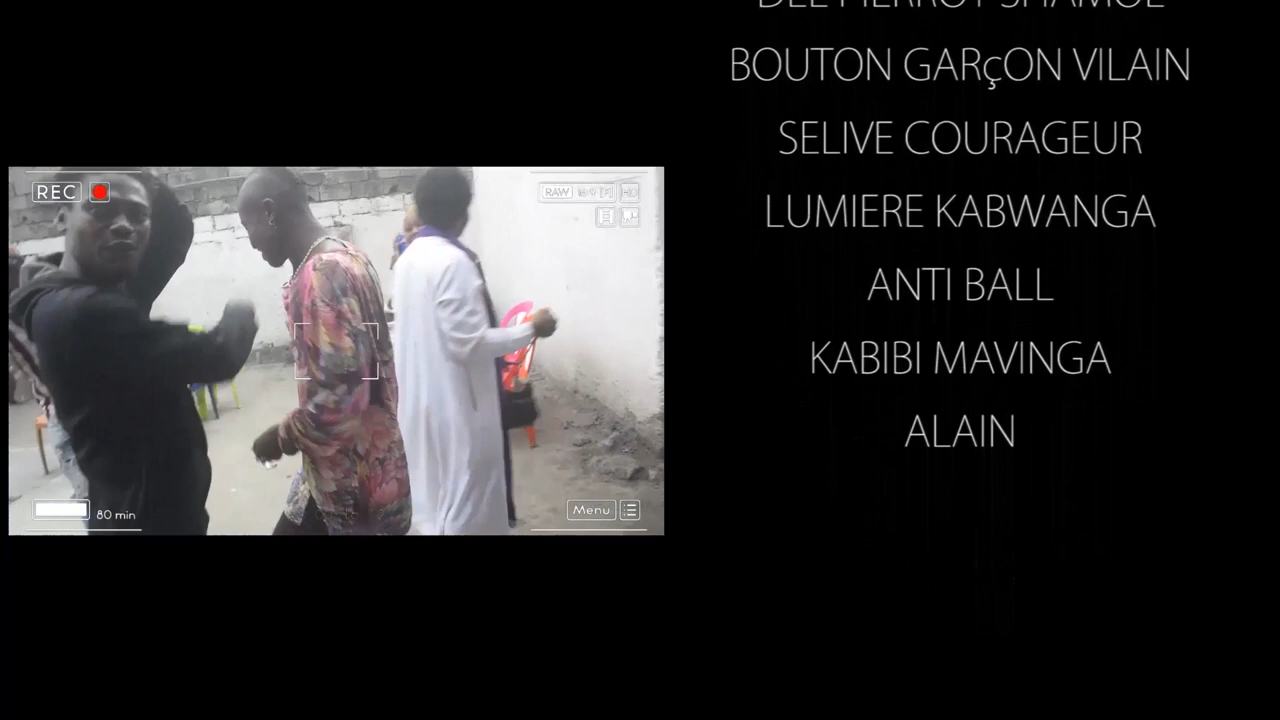 BOUTON GARçON VILAIN
SELIVE COURAGEUR
LUMIERE KABWANGA
ANTI BALL
KABIBI MAVINGA
ALAIN
REC
RAW
HD
80 min
Menu